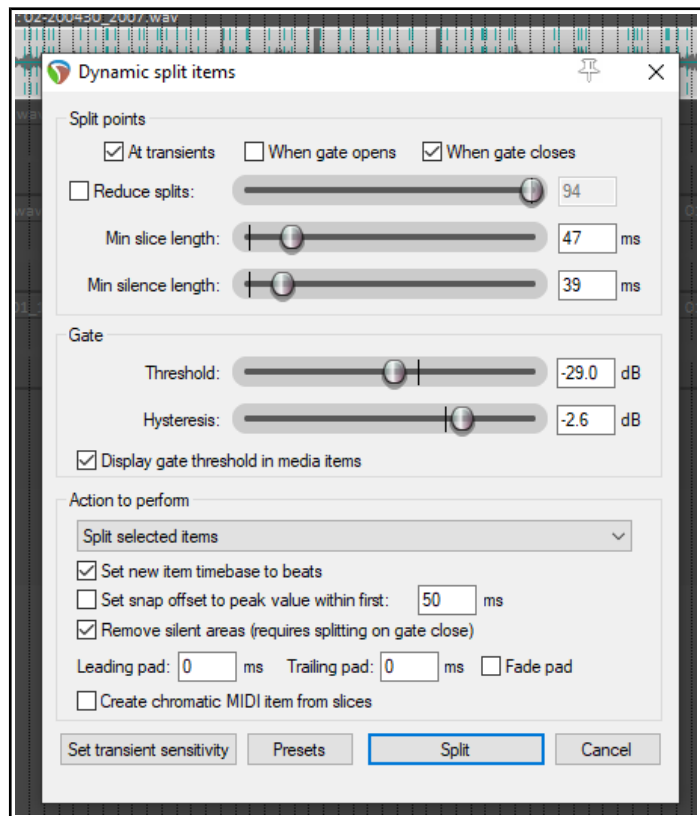 : 02-200430_2007.wav
Dynamic split items
Split points
At transients When gate opens When gate closes
Reduce splits: 94
Min slice length: 47 ms
Min silence length: 39 ms
Gate
Threshold: -29.0 dB
Hysteresis: -2.6 dB
Display gate threshold in media items
Action to perform
Split selected items
Set new item timebase to beats
Set snap offset to peak value within first: 50 ms
Remove silent areas (requires splitting on gate close)
Leading pad: 0 ms Trailing pad: 0 ms Fade pad
Create chromatic MIDI item from slices
Set transient sensitivity Presets Split Cancel